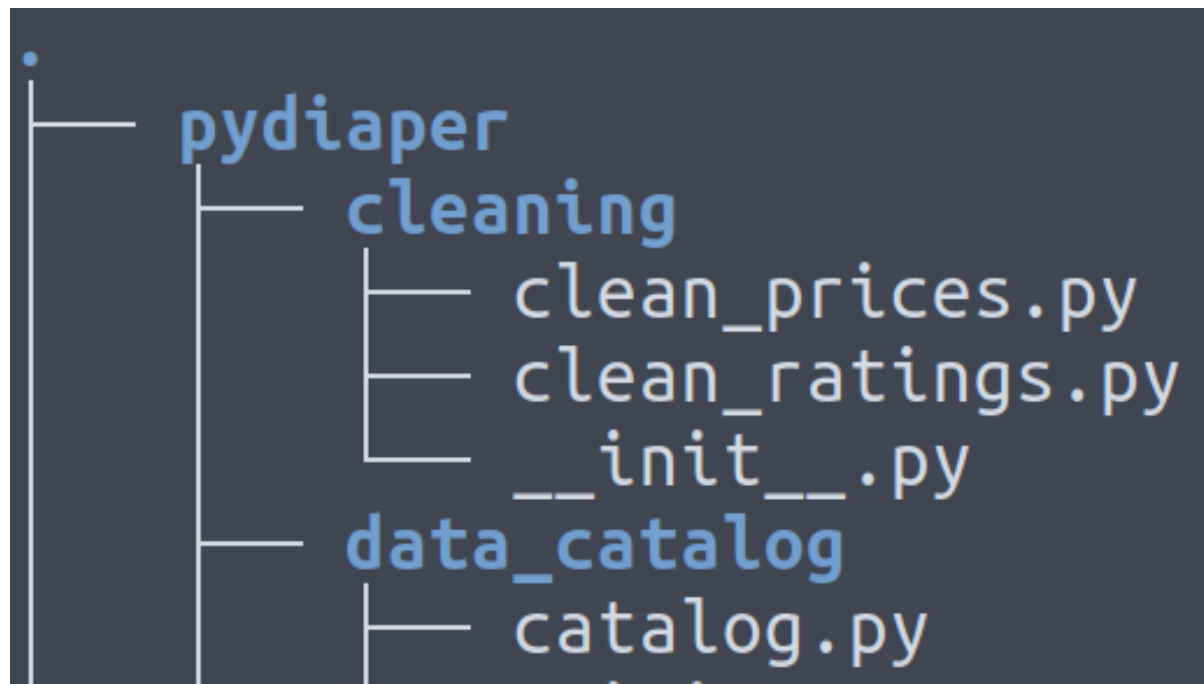 .
pydiaper
cleaning
clean_prices.py
clean_ratings.py
__init__.py
data_catalog
catalog.py